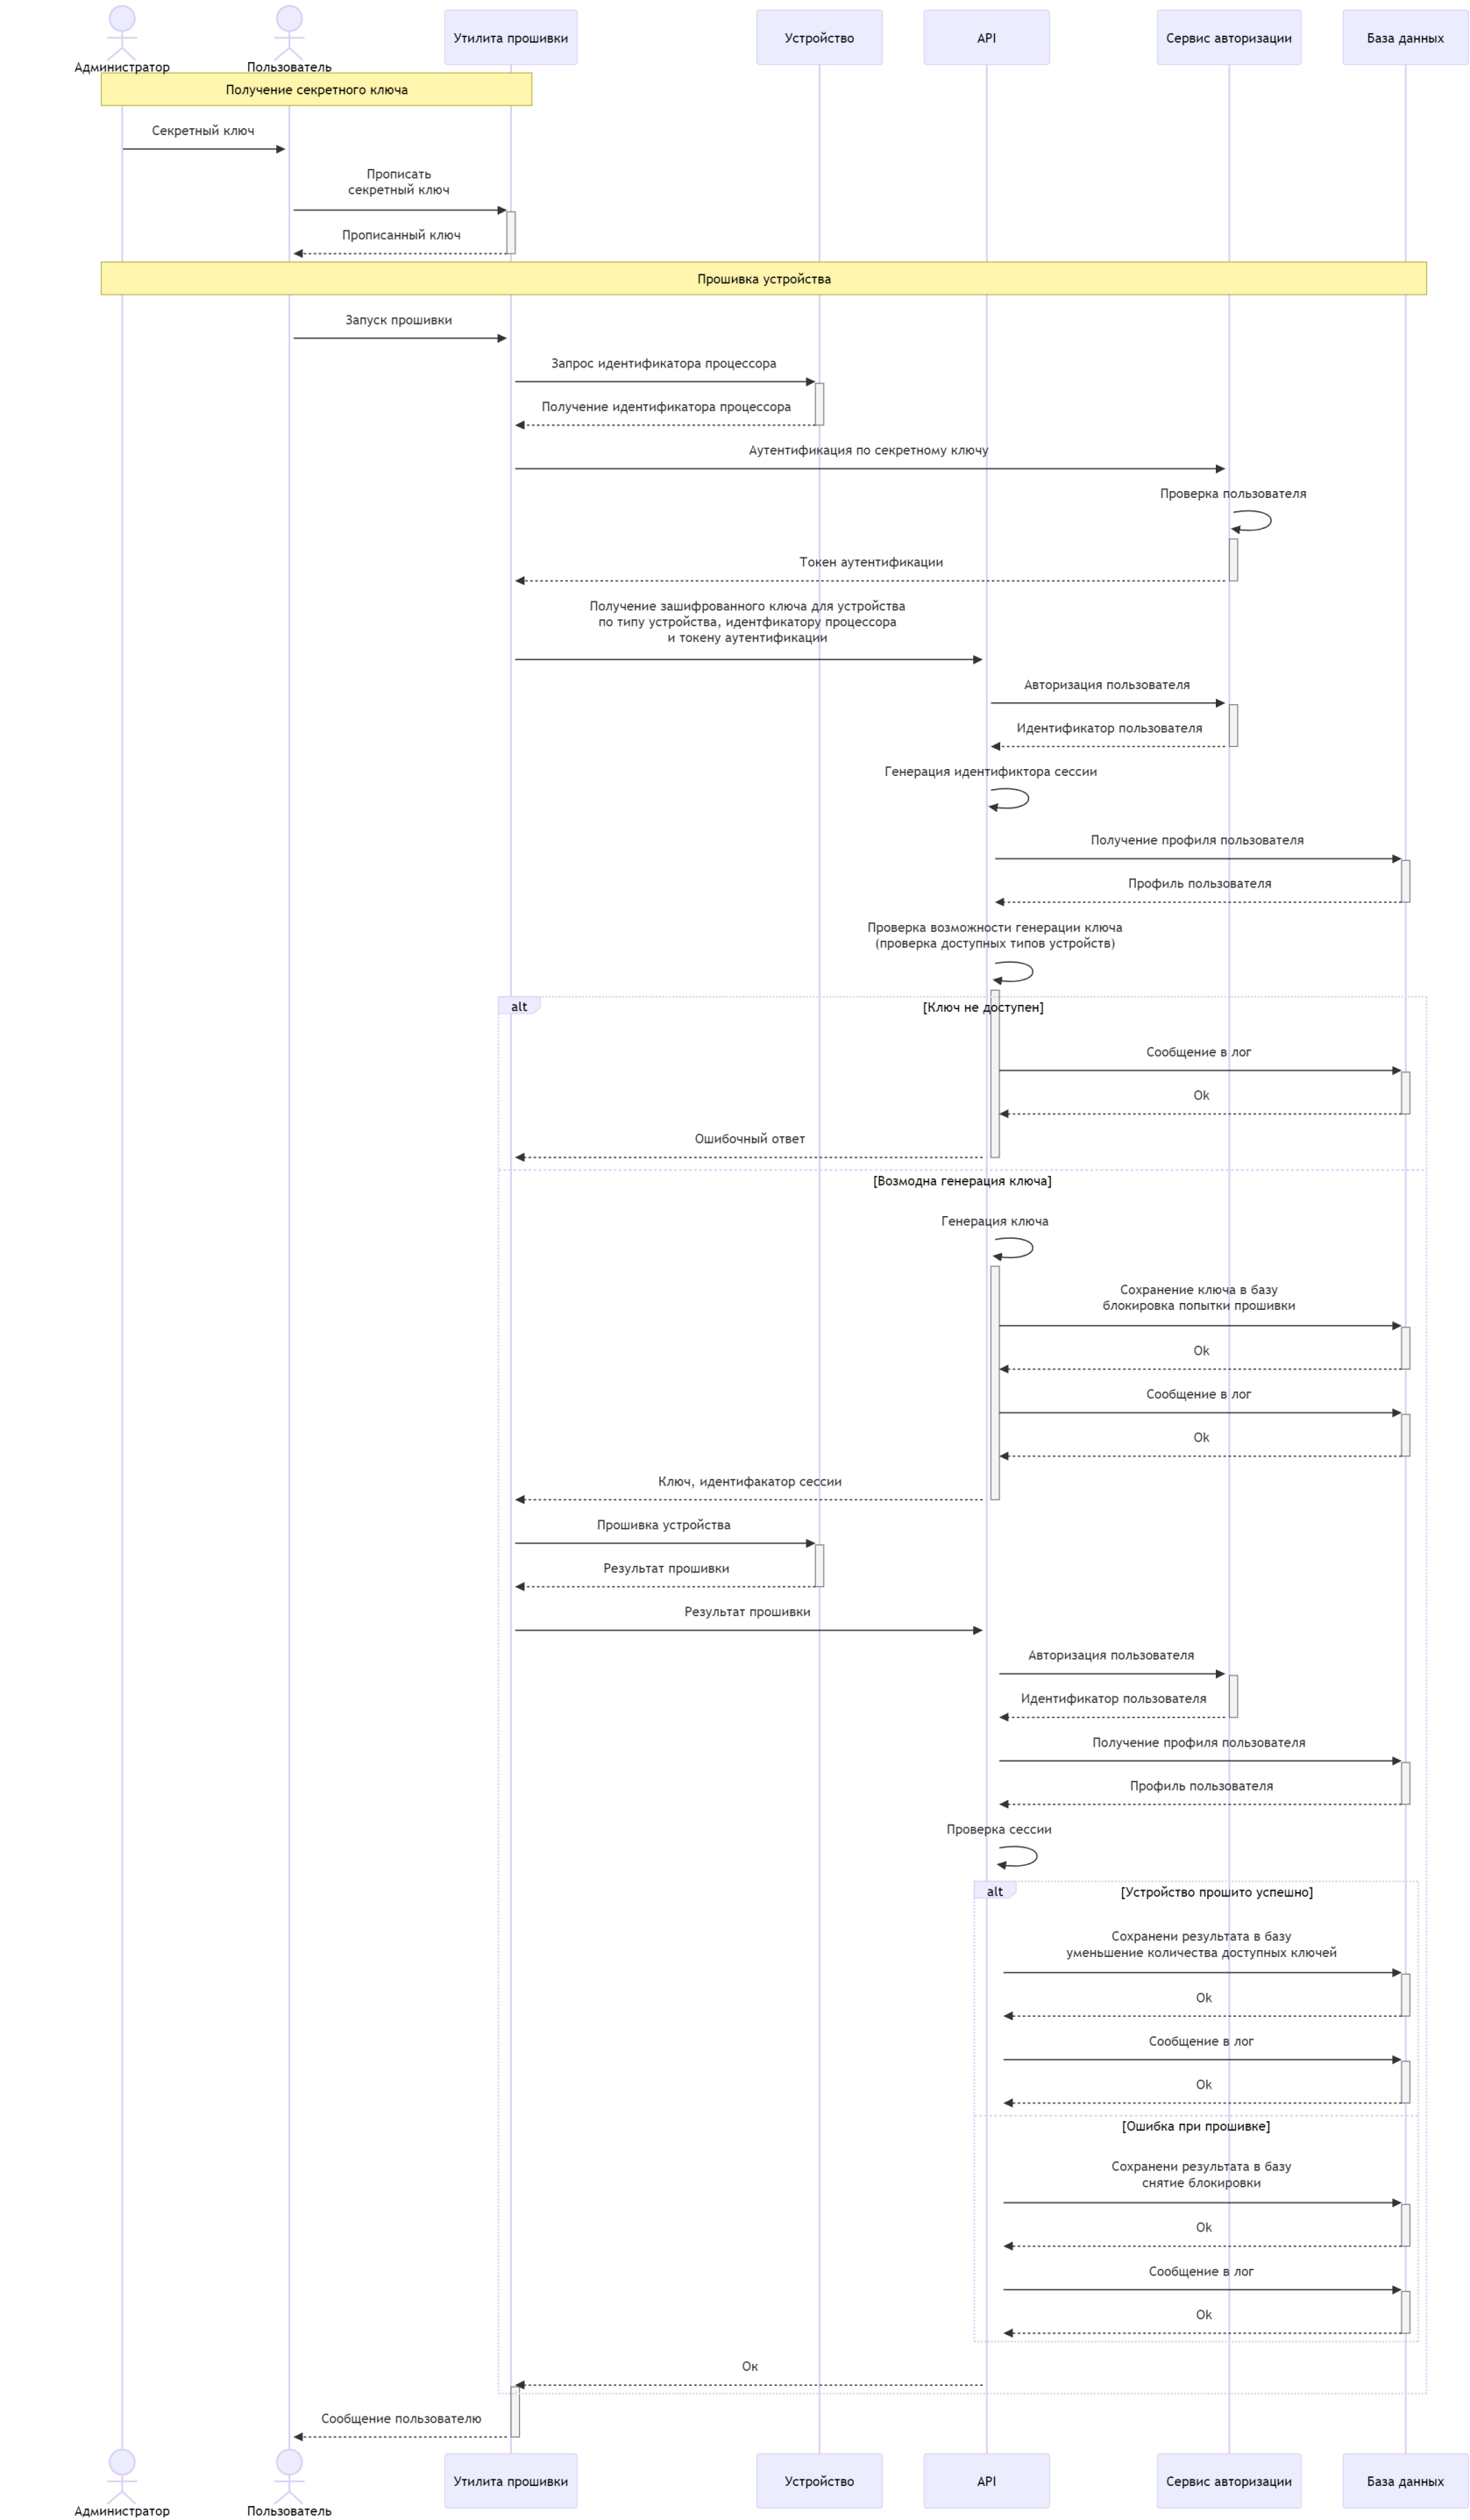 Администратор
Пользователь
Утилита прошивки
Устройство
API
Сервис авторизации
База данных
Получение секретного ключа
Секретный ключ
Прописать
секретный ключ
Прописанный ключ
Прошивка устройства
Запуск прошивки
Запрос идентификатора процессора
Получение идентификатора процессора
Аутентификация по секретному ключу
Проверка пользователя
Токен аутентификации
Получение зашифрованного ключа для устройства
по типу устройства, идентфикатору процессора
и токену аутентификации
Авторизация пользователя
Идентификатор пользователя
Генерация идентификтора сессии
Получение профиля пользователя
Профиль пользователя
Проверка возможности генерации ключа
(проверка доступных типов устройств)
alt
[Ключ не доступен]
Сообщение в лог
Ok
Ошибочный ответ
[Возмодна генерация ключа]
Генерация ключа
Сохранение ключа в базу
блокировка попытки прошивки
Ok
Сообщение в лог
Ok
Ключ, идентифакатор сессии
Прошивка устройства
Результат прошивки
Результат прошивки
Авторизация пользователя
Идентификатор пользователя
Получение профиля пользователя
Профиль пользователя
Проверка сессии
alt
[Устройство прошито успешно]
Сохранени результата в базу
уменьшение количества доступных ключей
Ok
Сообщение в лог
Ok
[Ошибка при прошивке]
Сохранени результата в базу
снятие блокировки
Ok
Сообщение в лог
Ok
Ок
Сообщение пользователю
Администратор
Пользователь
Утилита прошивки
Устройство
API
Сервис авторизации
База данных